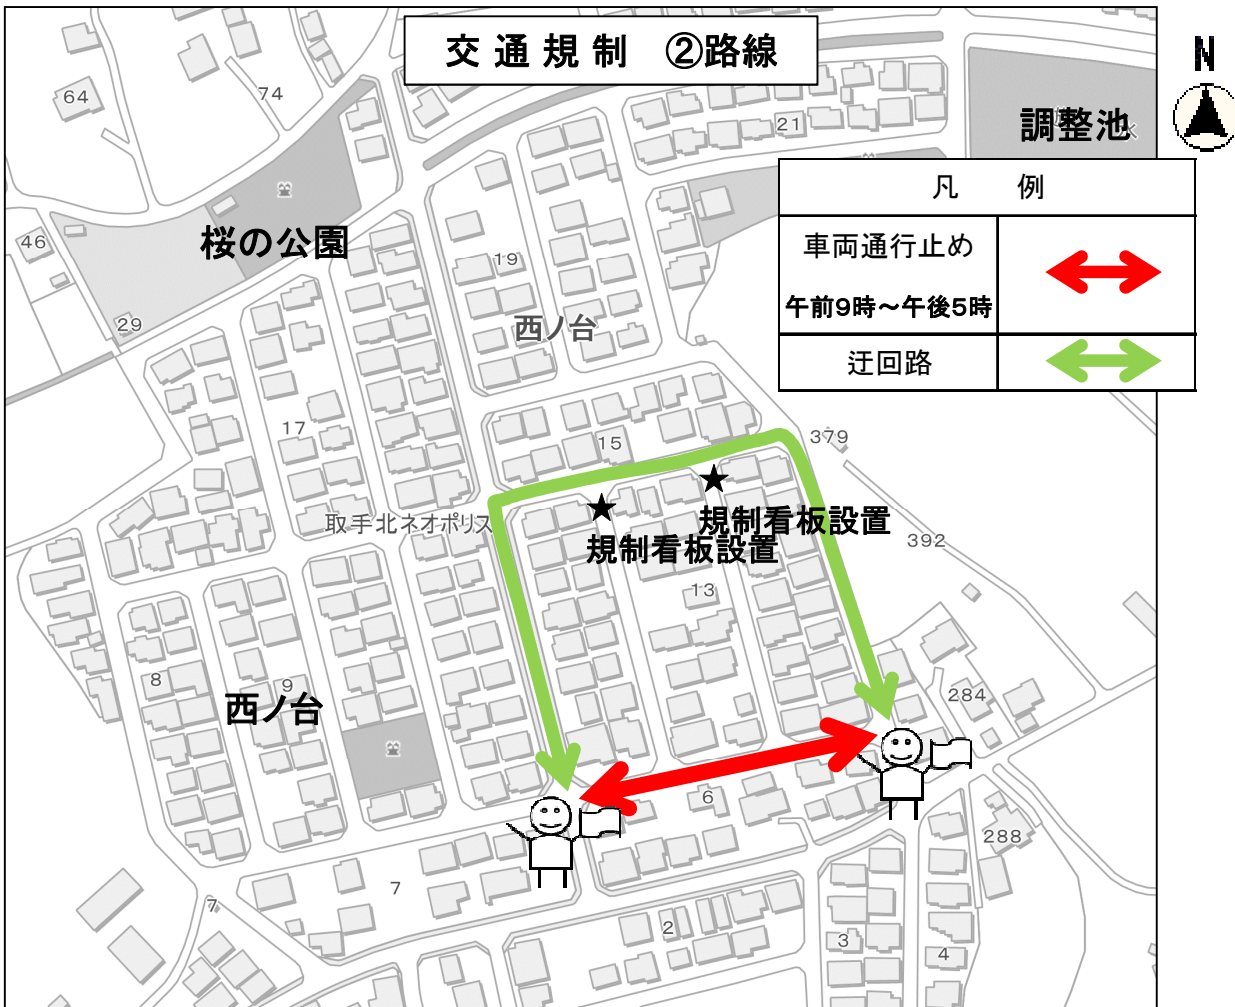 交通規制 ②路線
N
64
74
21
調整池
凡 例
車両通行止め
午前9時～午後5時
迂回路
46
桜の公園
19
29
西ノ台
17
15
379
取手北ネオポリス
規制看板設置
規制看板設置
392
13
8
9
西ノ台
284
6
288
7
7
2
3
4